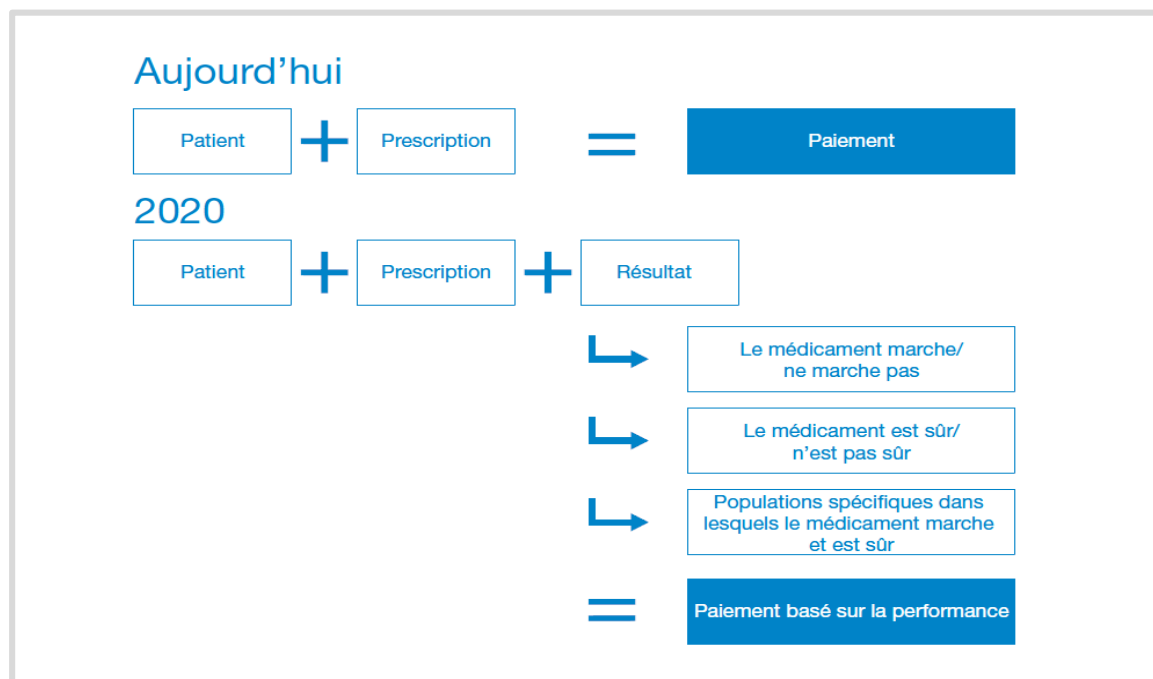 Aujourd'hui
Patient + Prescription = Paiement
2020
Patient + Prescription + Résultat
Le médicament marche/
ne marche pas
Le médicament est sûr/
n'est pas sûr
Populations spécifiques dans
lesquels le médicament marche
et est sûr
= Paiement basé sur la performance